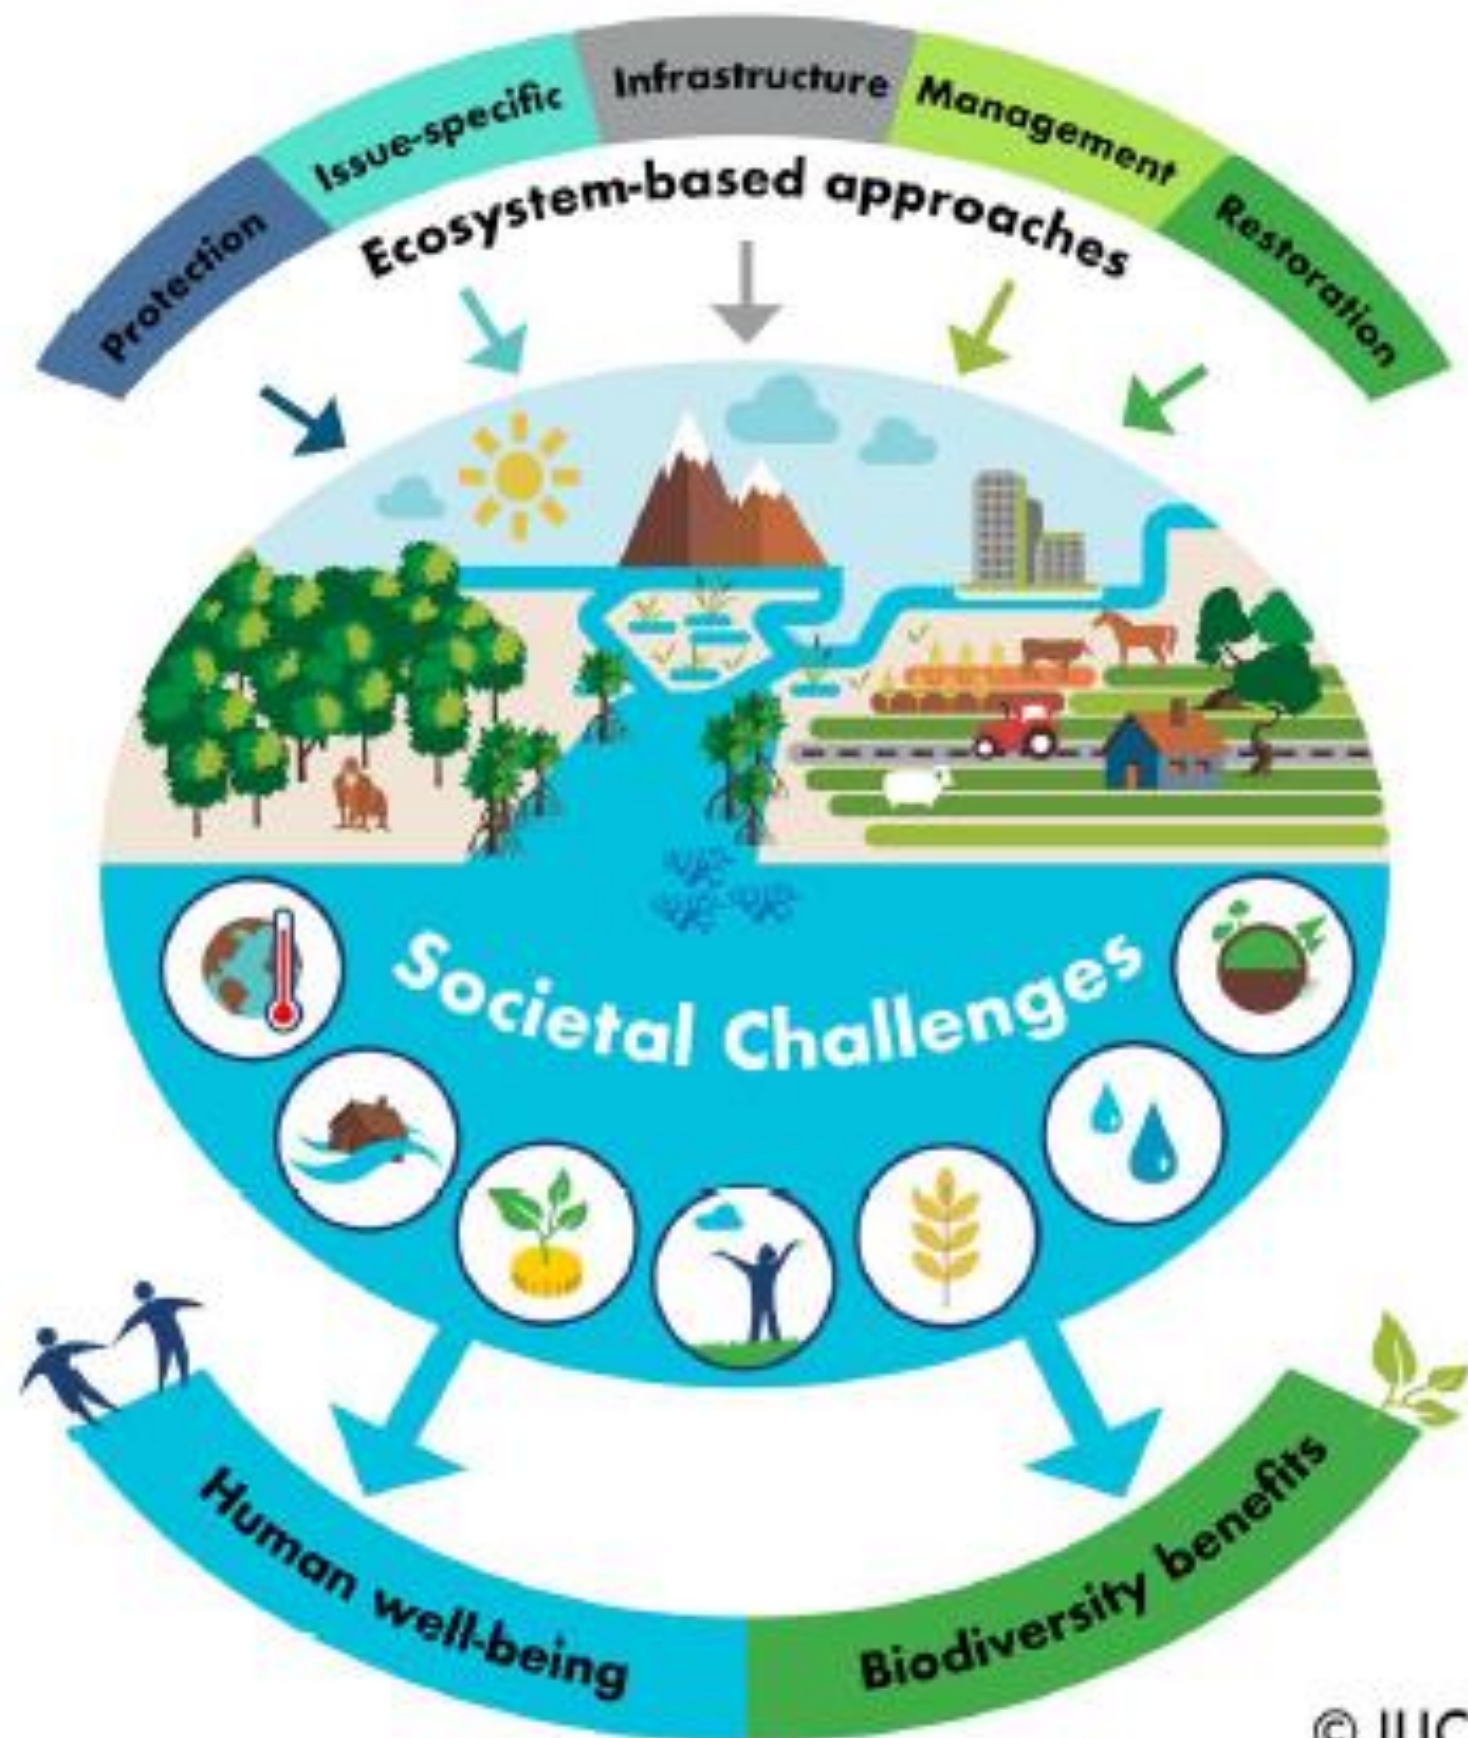 Protection
Issue-specific
Infrastructure
Management
Restoration
Ecosystem-based approaches
Societal Challenges
Human well-being
Biodiversity benefits
©